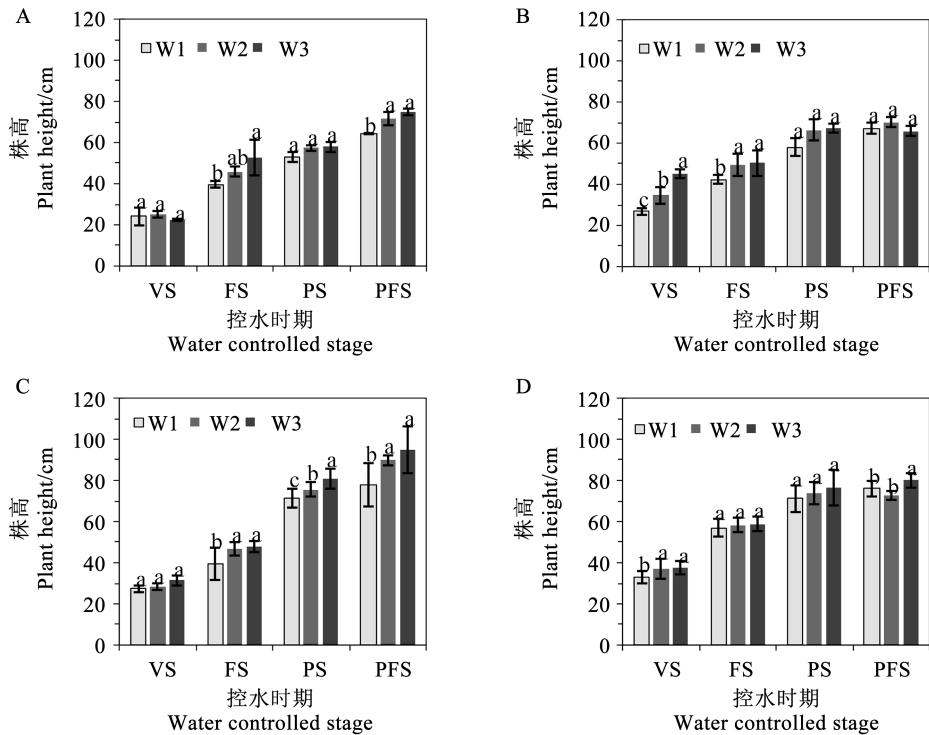 A
120
100
80
60
40
20
0
株高
Plant height/cm
W1 W2 W3
a a a
b ab a
a a a
b a a
VS FS PS PFS
控水时期
Water controlled stage
B
120
100
80
60
40
20
0
株高
Plant height/cm
W1 W2 W3
c b a
b a a
a a a
a a a
VS FS PS PFS
控水时期
Water controlled stage
C
120
100
80
60
40
20
0
株高
Plant height/cm
W1 W2 W3
a a a
b a a
c b a
b a a
VS FS PS PFS
控水时期
Water controlled stage
D
120
100
80
60
40
20
0
株高
Plant height/cm
W1 W2 W3
b a a
a a a
a a a
b b a
VS FS PS PFS
控水时期
Water controlled stage